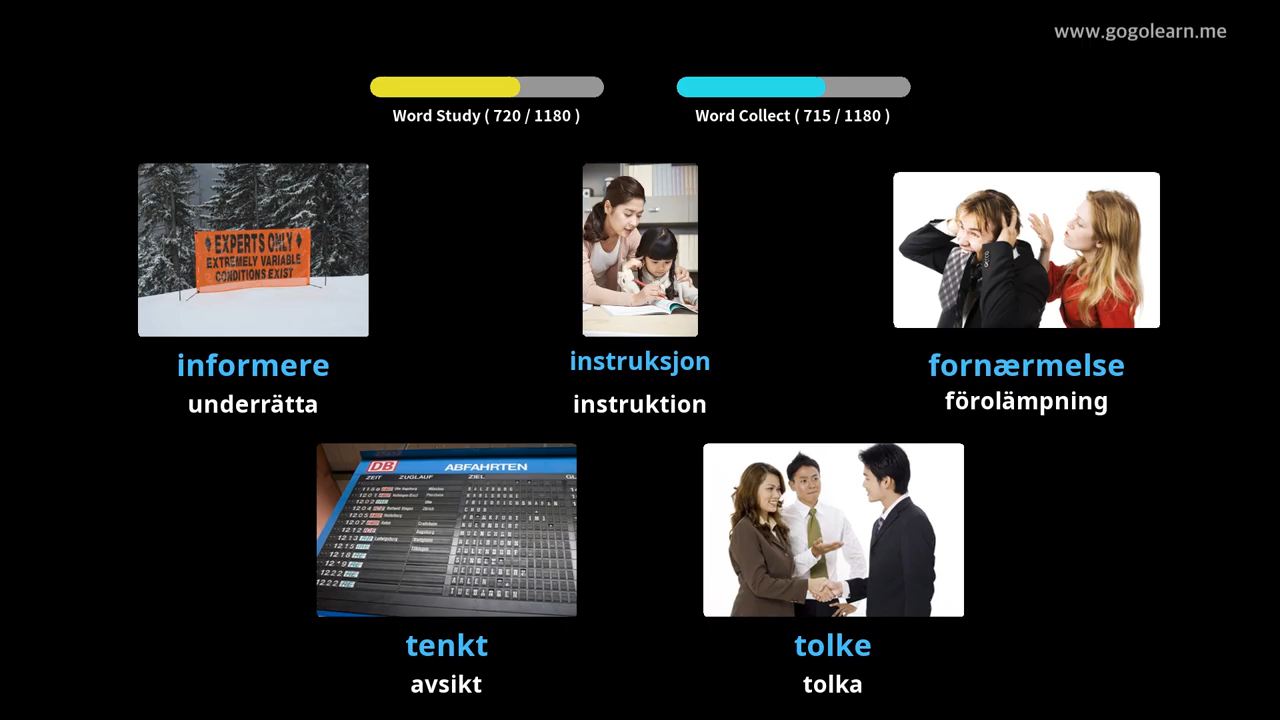 www.gogolearn.me
Word Study ( 720 / 1180 )
Word Collect ( 715 / 1180 )
EXPERTS ONLY
EXTREMELY VARIABLE
CONDITIONS EXIST
informere
underrätta
instruksjon
instruktion
fornærmelse
förolämpning
DB ABFAHRTEN
ZEIT ZUGLAUF ZIEL
tenkt
avsikt
tolke
tolka